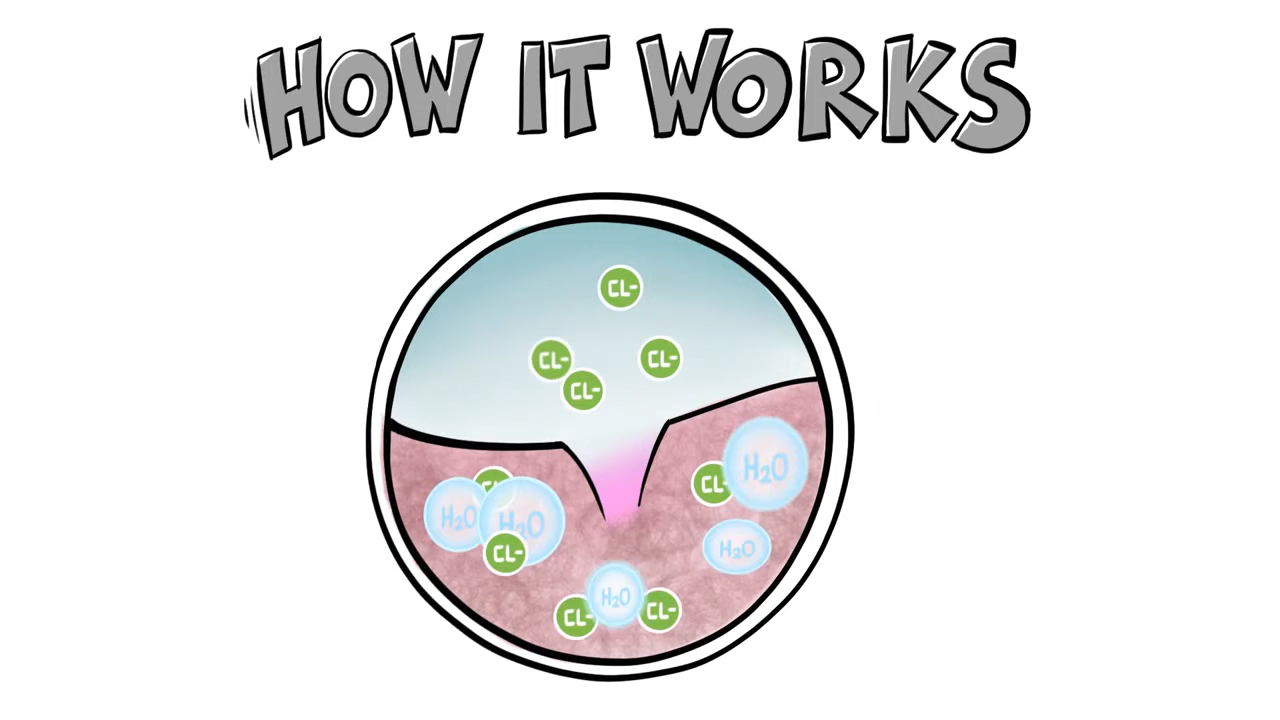 HOW IT WORKS
CL-
CL-
CL-
CL-
CL-
H₂O
H₂O
CL-
CL-
H₂O
H₂O
H₂O
CL-
CL-